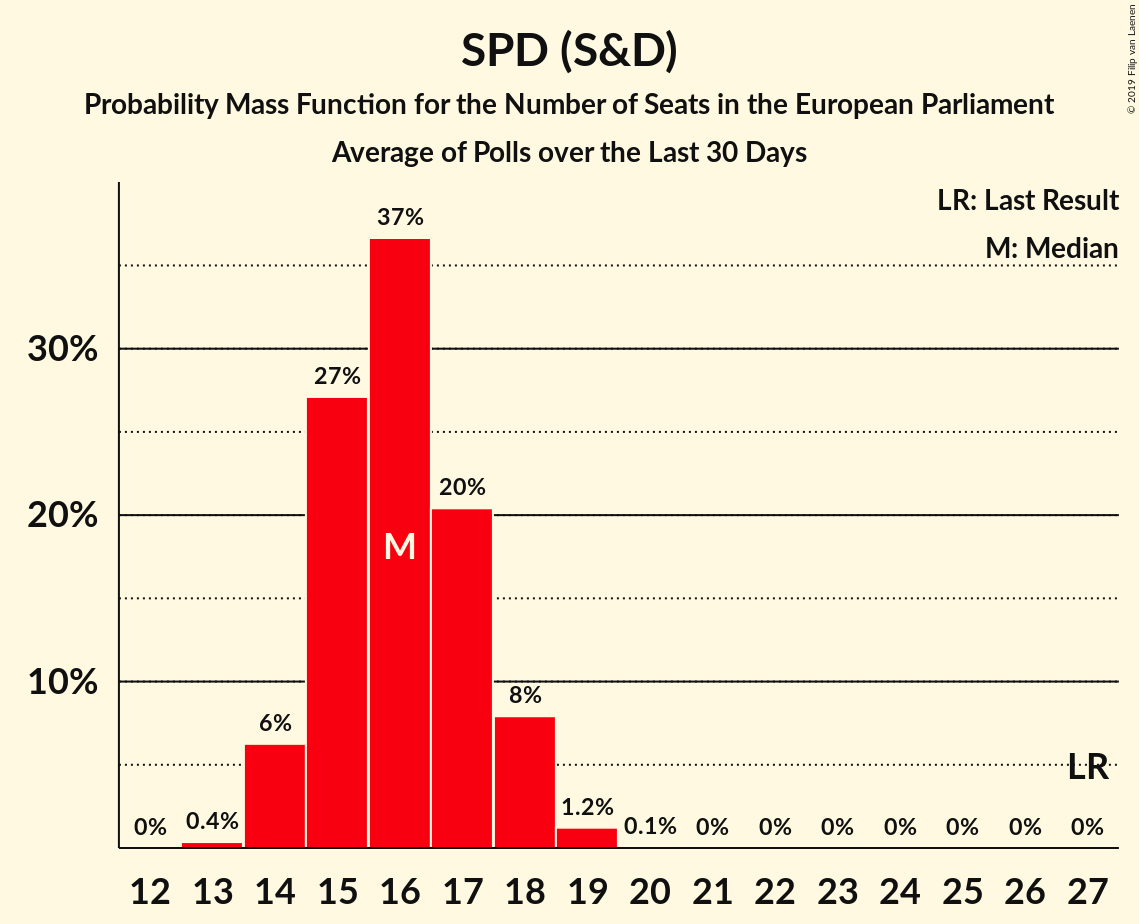 SPD (S&D)
Probability Mass Function for the Number of Seats in the European Parliament
Average of Polls over the Last 30 Days
© 2019 Filip van Laenen
LR: Last Result
M: Median
37%
30%
27%
20%
20%
M
10%
8%
6%
LR
0%
0.4%
1.2%
0.1%
0%
0%
0%
0%
0%
0%
0%
12 13 14 15 16 17 18 19 20 21 22 23 24 25 26 27